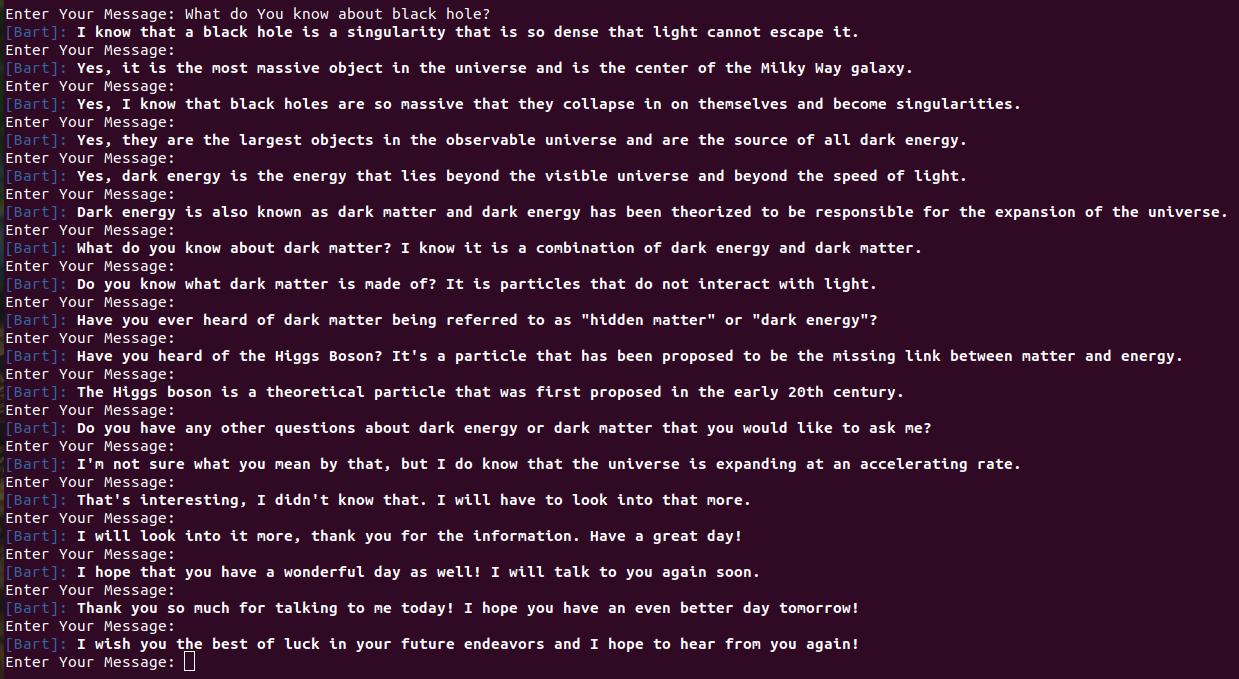 Enter Your Message: What do You know about black hole?
[Bart]: I know that a black hole is a singularity that is so dense that light cannot escape it.
Enter Your Message:
[Bart]: Yes, it is the most massive object in the universe and is the center of the Milky Way galaxy.
Enter Your Message:
[Bart]: Yes, I know that black holes are so massive that they collapse in on themselves and become singularities.
Enter Your Message:
[Bart]: Yes, they are the largest objects in the observable universe and are the source of all dark energy.
Enter Your Message:
[Bart]: Yes, dark energy is the energy that lies beyond the visible universe and beyond the speed of light.
Enter Your Message:
[Bart]: Dark energy is also known as dark matter and dark energy has been theorized to be responsible for the expansion of the universe.
Enter Your Message:
[Bart]: What do you know about dark matter? I know it is a combination of dark energy and dark matter.
Enter Your Message:
[Bart]: Do you know what dark matter is made of? It is particles that do not interact with light.
Enter Your Message:
[Bart]: Have you ever heard of dark matter being referred to as "hidden matter" or "dark energy"?
Enter Your Message:
[Bart]: Have you heard of the Higgs Boson? It's a particle that has been proposed to be the missing link between matter and energy.
Enter Your Message:
[Bart]: The Higgs boson is a theoretical particle that was first proposed in the early 20th century.
Enter Your Message:
[Bart]: Do you have any other questions about dark energy or dark matter that you would like to ask me?
Enter Your Message:
[Bart]: I'm not sure what you mean by that, but I do know that the universe is expanding at an accelerating rate.
Enter Your Message:
[Bart]: That's interesting, I didn't know that. I will have to look into that more.
Enter Your Message:
[Bart]: I will look into it more, thank you for the information. Have a great day!
Enter Your Message:
[Bart]: I hope that you have a wonderful day as well! I will talk to you again soon.
Enter Your Message:
[Bart]: Thank you so much for talking to me today! I hope you have an even better day tomorrow!
Enter Your Message:
[Bart]: I wish you the best of luck in your future endeavors and I hope to hear from you again!
Enter Your Message: